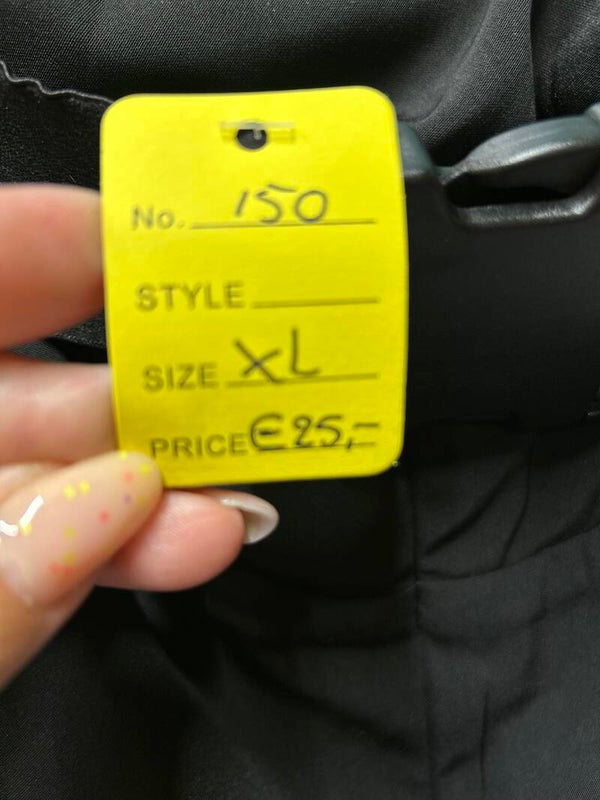 No. 150
STYLE
SIZE XL
PRICE €25,-